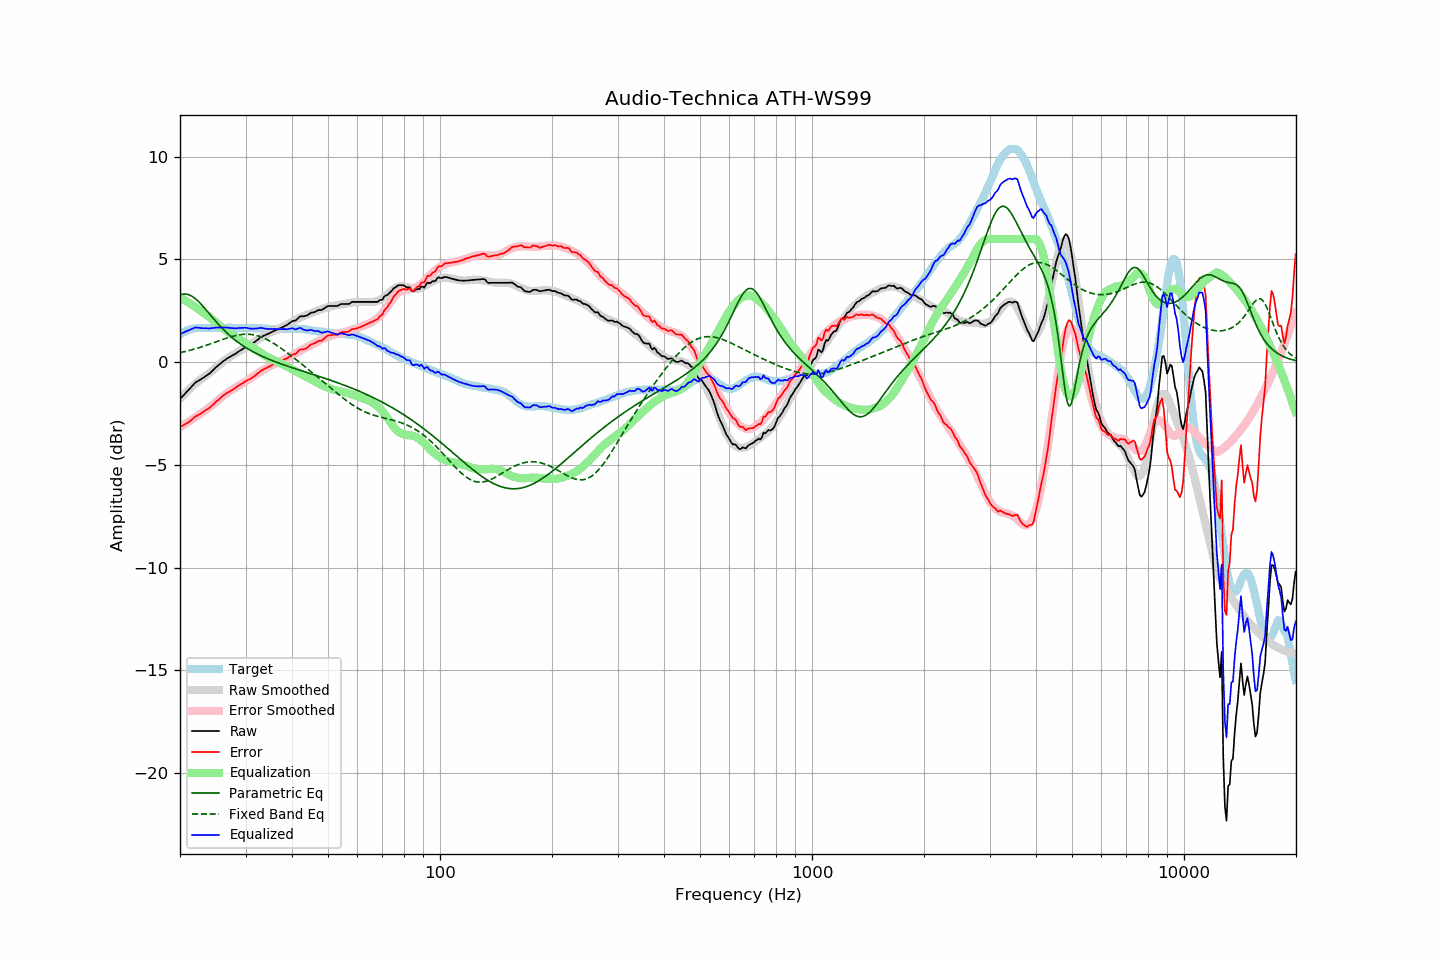 Audio-Technica ATH-WS99
10
5
0
−5
−10
−15
−20
Amplitude (dBr)
Target
Raw Smoothed
Error Smoothed
Raw
Error
Equalization
Parametric Eq
Fixed Band Eq
Equalized
100
1000
10000
Frequency (Hz)